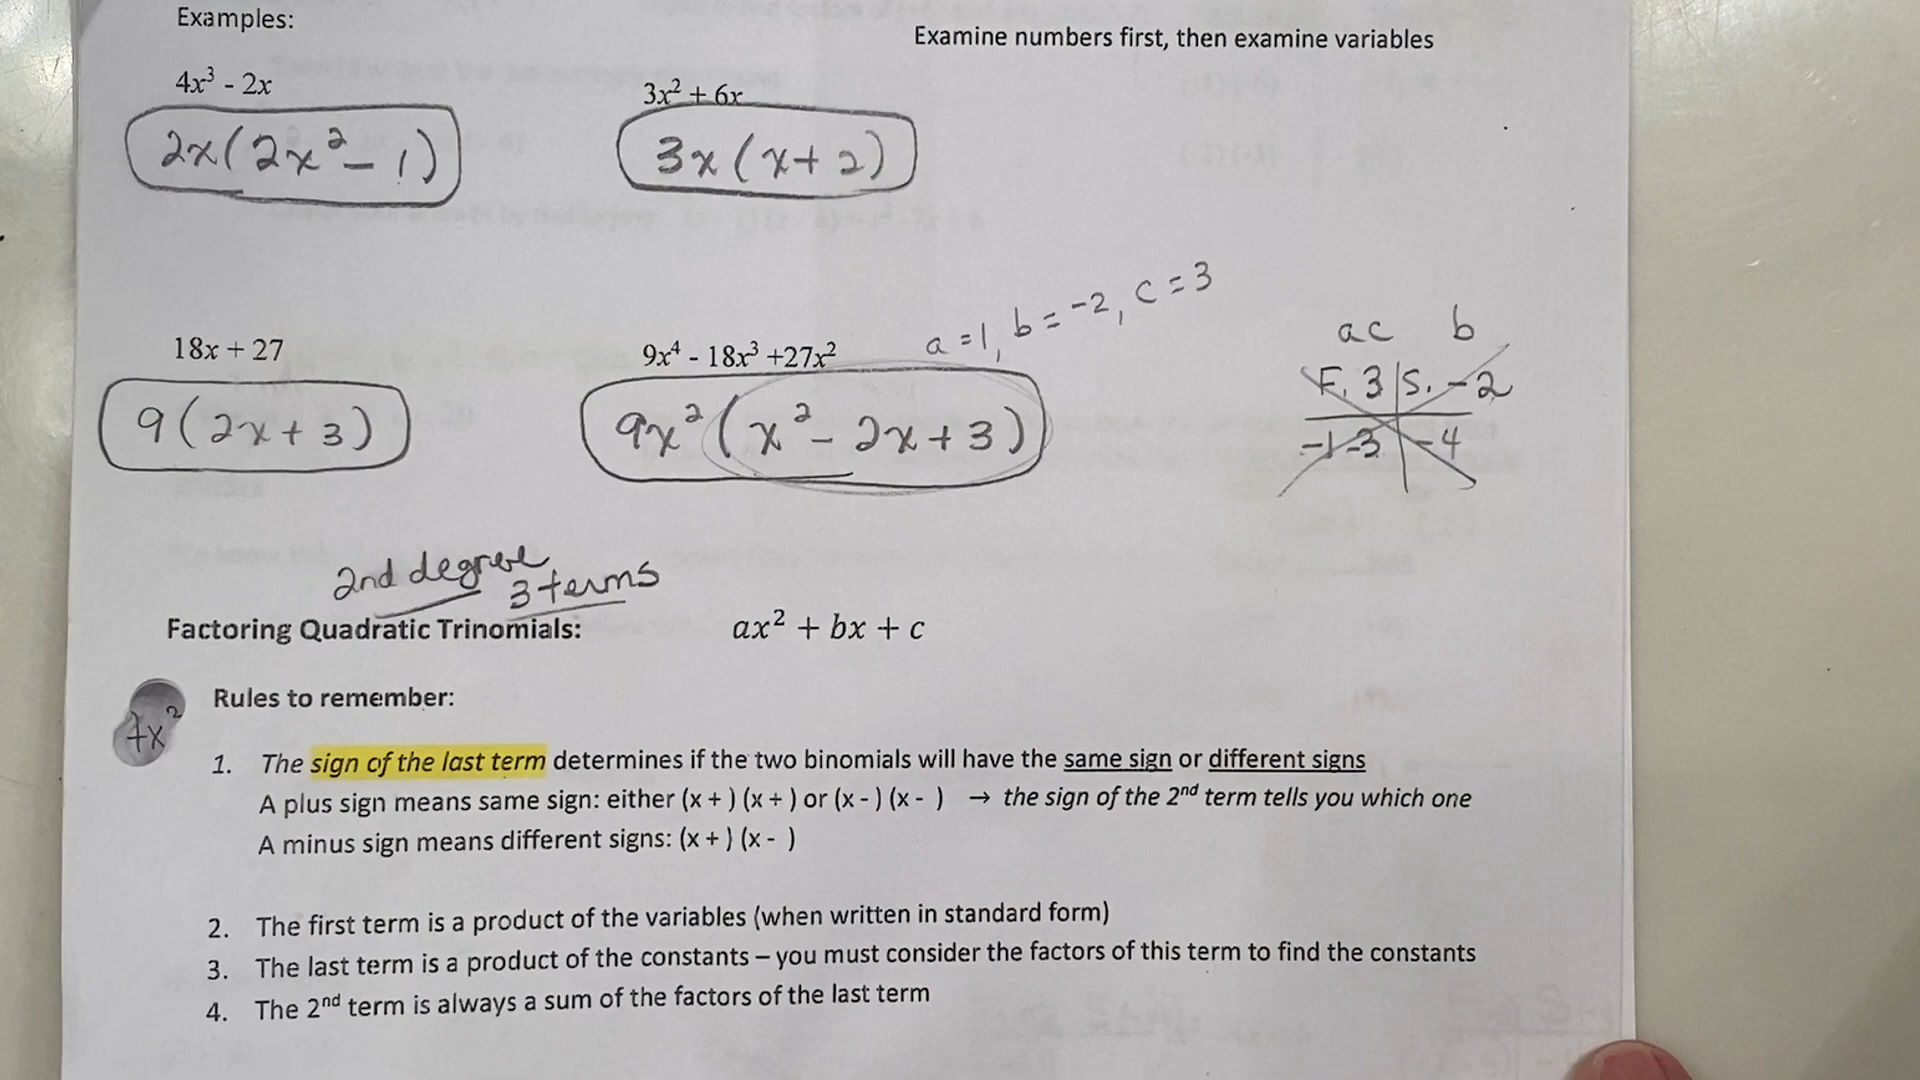 Examples:
Examine numbers first, then examine variables
4x³ - 2x
3x² + 6x
2x(2x² - 1)
3x(x + 2)
a = 1, b = -2, c = 3
ac b
18x + 27
9x⁴ - 18x³ +27x²
F. 3 | S. -2
9(2x + 3)
9x²(x² - 2x + 3)
-1 -3 | -4
2nd degree
3 terms
Factoring Quadratic Trinomials: ax² + bx + c
Rules to remember:
7x²
1. The sign of the last term determines if the two binomials will have the same sign or different signs
A plus sign means same sign: either (x + ) (x + ) or (x - ) (x - ) → the sign of the 2nd term tells you which one
A minus sign means different signs: (x + ) (x - )
2. The first term is a product of the variables (when written in standard form)
3. The last term is a product of the constants – you must consider the factors of this term to find the constants
4. The 2nd term is always a sum of the factors of the last term